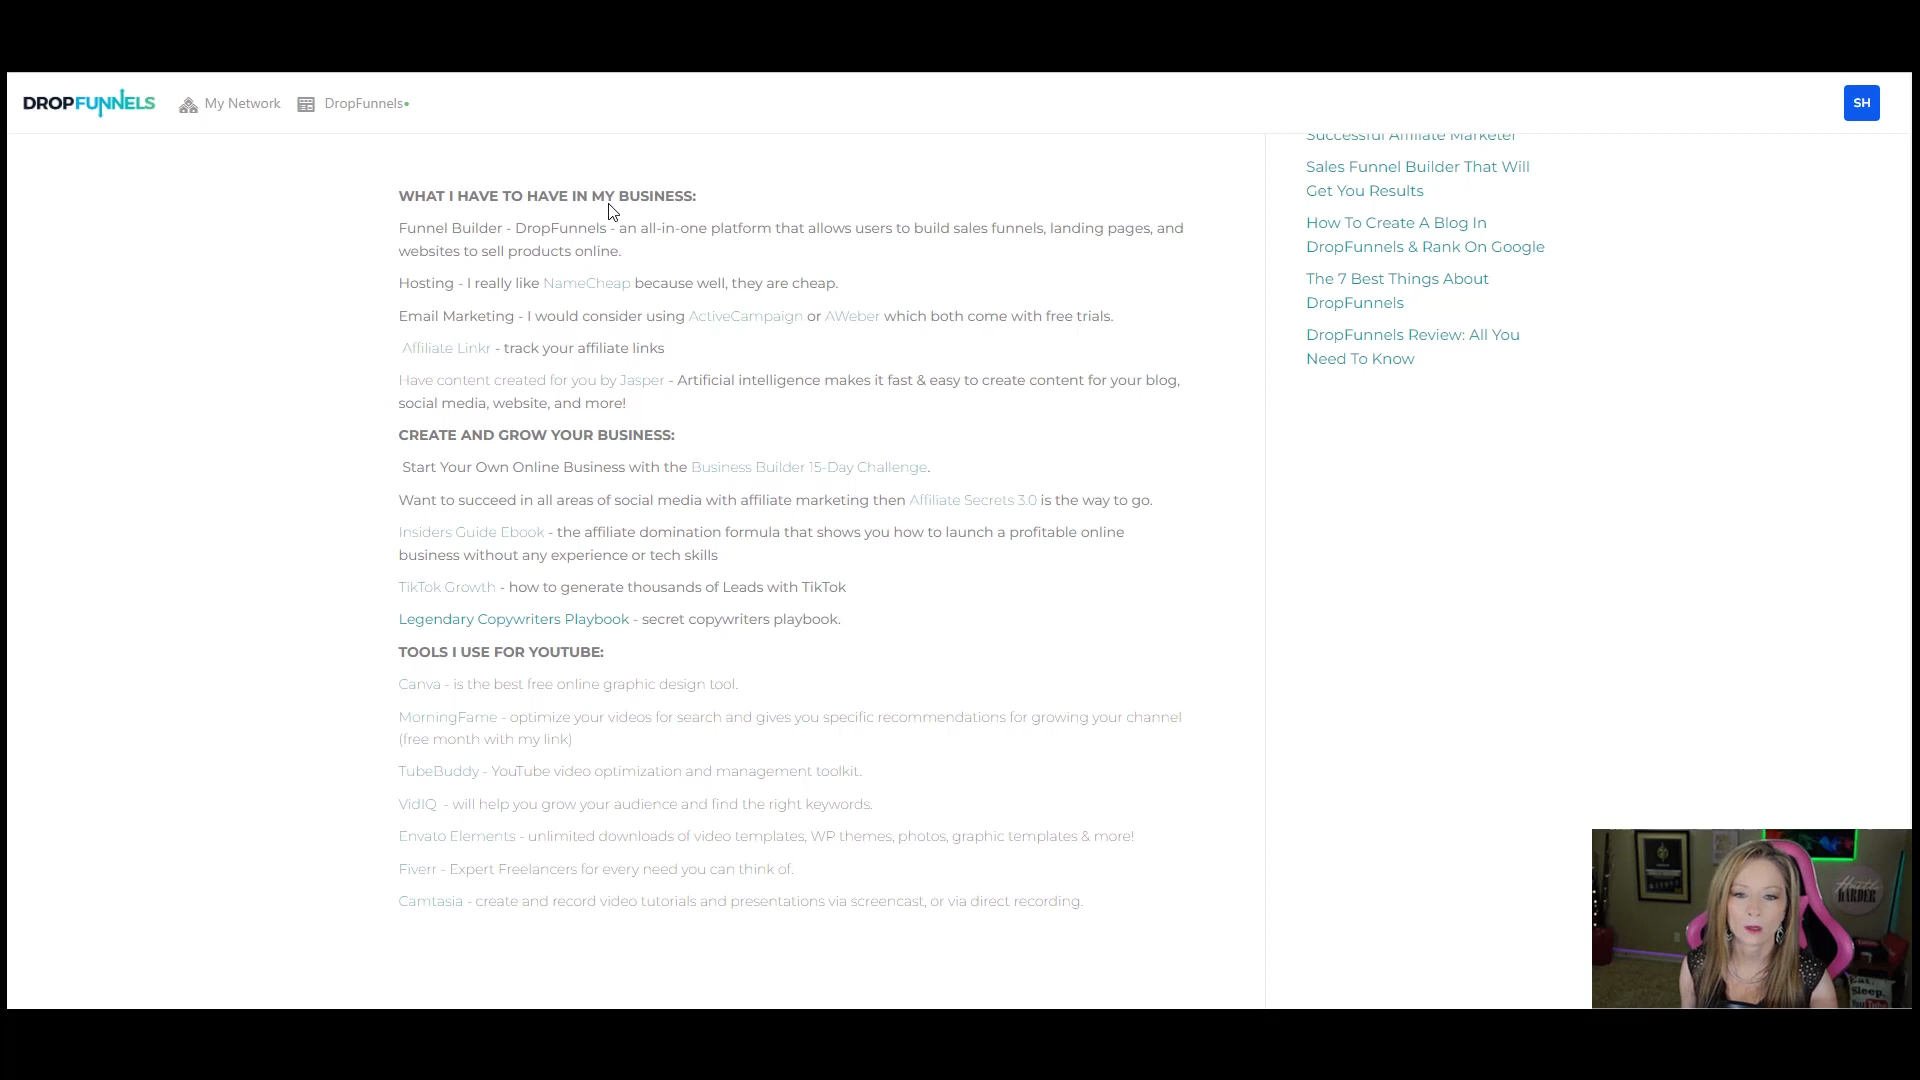 DROPFUNNELS
My Network
DropFunnels
SH
WHAT I HAVE TO HAVE IN MY BUSINESS:
Funnel Builder - DropFunnels - an all-in-one platform that allows users to build sales funnels, landing pages, and
websites to sell products online.
Hosting - I really like NameCheap because well, they are cheap.
Email Marketing - I would consider using ActiveCampaign or AWeber which both come with free trials.
Affiliate Linkr - track your affiliate links
Have content created for you by Jasper - Artificial intelligence makes it fast & easy to create content for your blog,
social media, website, and more!
CREATE AND GROW YOUR BUSINESS:
Start Your Own Online Business with the Business Builder 15-Day Challenge.
Want to succeed in all areas of social media with affiliate marketing then Affiliate Secrets 3.0 is the way to go.
Insiders Guide Ebook - the affiliate domination formula that shows you how to launch a profitable online
business without any experience or tech skills
TikTok Growth - how to generate thousands of Leads with TikTok
Legendary Copywriters Playbook - secret copywriters playbook.
TOOLS I USE FOR YOUTUBE:
Canva - is the best free online graphic design tool.
MorningFame - optimize your videos for search and gives you specific recommendations for growing your channel
(free month with my link)
TubeBuddy - YouTube video optimization and management toolkit.
VidIQ - will help you grow your audience and find the right keywords.
Envato Elements - unlimited downloads of video templates, WP themes, photos, graphic templates & more!
Fiverr - Expert Freelancers for every need you can think of.
Camtasia - create and record video tutorials and presentations via screencast, or via direct recording.
Successful Affiliate Marketer
Sales Funnel Builder That Will
Get You Results
How To Create A Blog In
DropFunnels & Rank On Google
The 7 Best Things About
DropFunnels
DropFunnels Review: All You
Need To Know
HARDER
Eat,
Sleep,
You